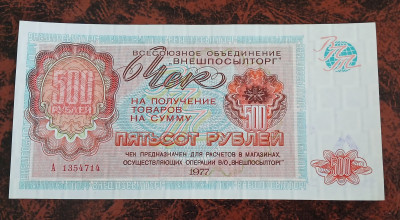 ВСЕСОЮЗНОЕ ОБЪЕДИНЕНИЕ
"ВНЕШПОСЫЛТОРГ"
Чек
500
РУБЛЕЙ
НА ПОЛУЧЕНИЕ
ТОВАРОВ
НА СУММУ
500
ПЯТЬСОТ РУБЛЕЙ
А 1354714
ЧЕК ПРЕДНАЗНАЧЕН ДЛЯ РАСЧЕТОВ В МАГАЗИНАХ,
ОСУЩЕСТВЛЯЮЩИХ ОПЕРАЦИИ В/О „ВНЕШПОСЫЛТОРГ"
1977
500